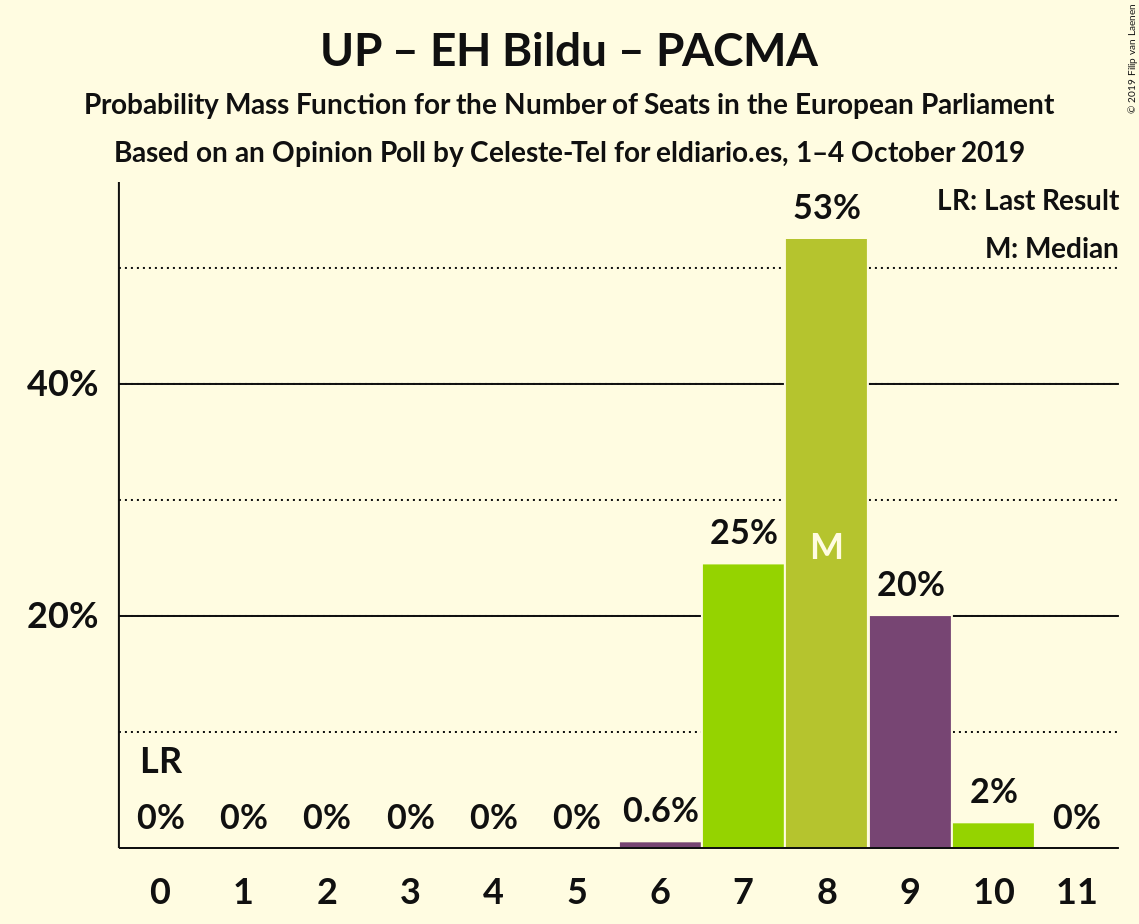 UP – EH Bildu – PACMA
Probability Mass Function for the Number of Seats in the European Parliament
Based on an Opinion Poll by Celeste-Tel for eldiario.es, 1–4 October 2019
© 2019 Filip van Laenen
LR: Last Result
M: Median
53%
40%
25%
M
20%
20%
LR
0% 0% 0% 0% 0% 0% 0.6% 2% 0%
0 1 2 3 4 5 6 7 8 9 10 11